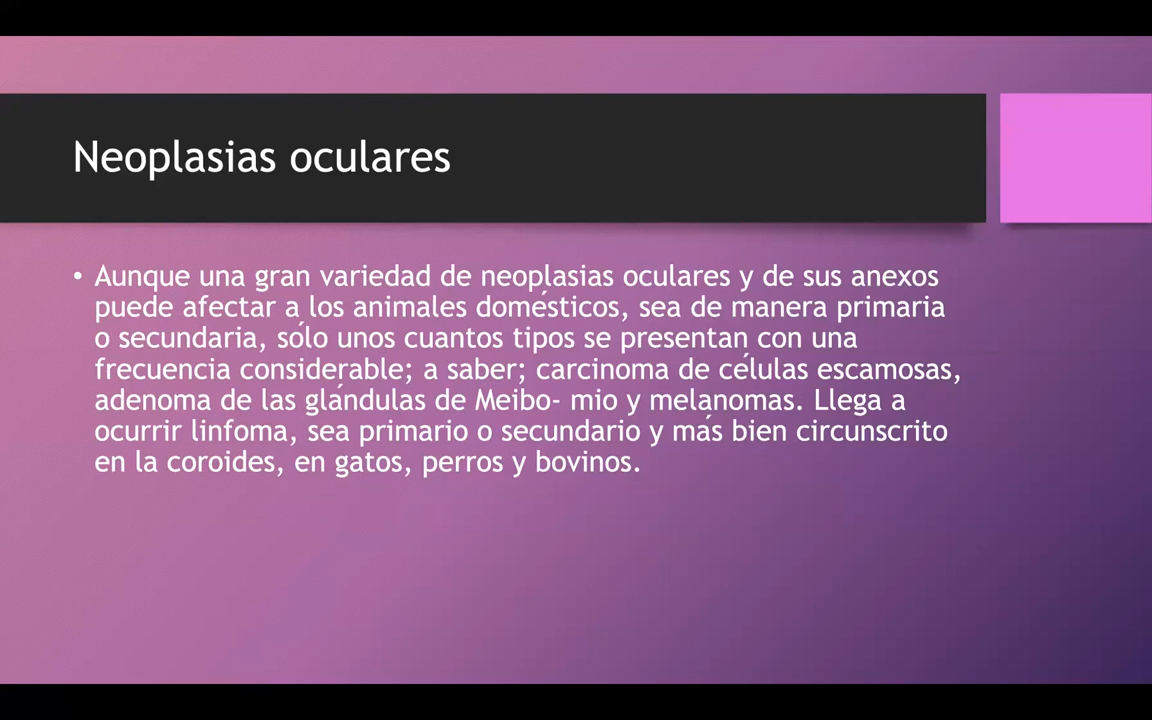 Neoplasias oculares
• Aunque una gran variedad de neoplasias oculares y de sus anexos
puede afectar a los animales domésticos, sea de manera primaria
o secundaria, sólo unos cuantos tipos se presentan con una
frecuencia considerable; a saber; carcinoma de células escamosas,
adenoma de las glándulas de Meibo- mio y melanomas. Llega a
ocurrir linfoma, sea primario o secundario y más bien circunscrito
en la coroides, en gatos, perros y bovinos.